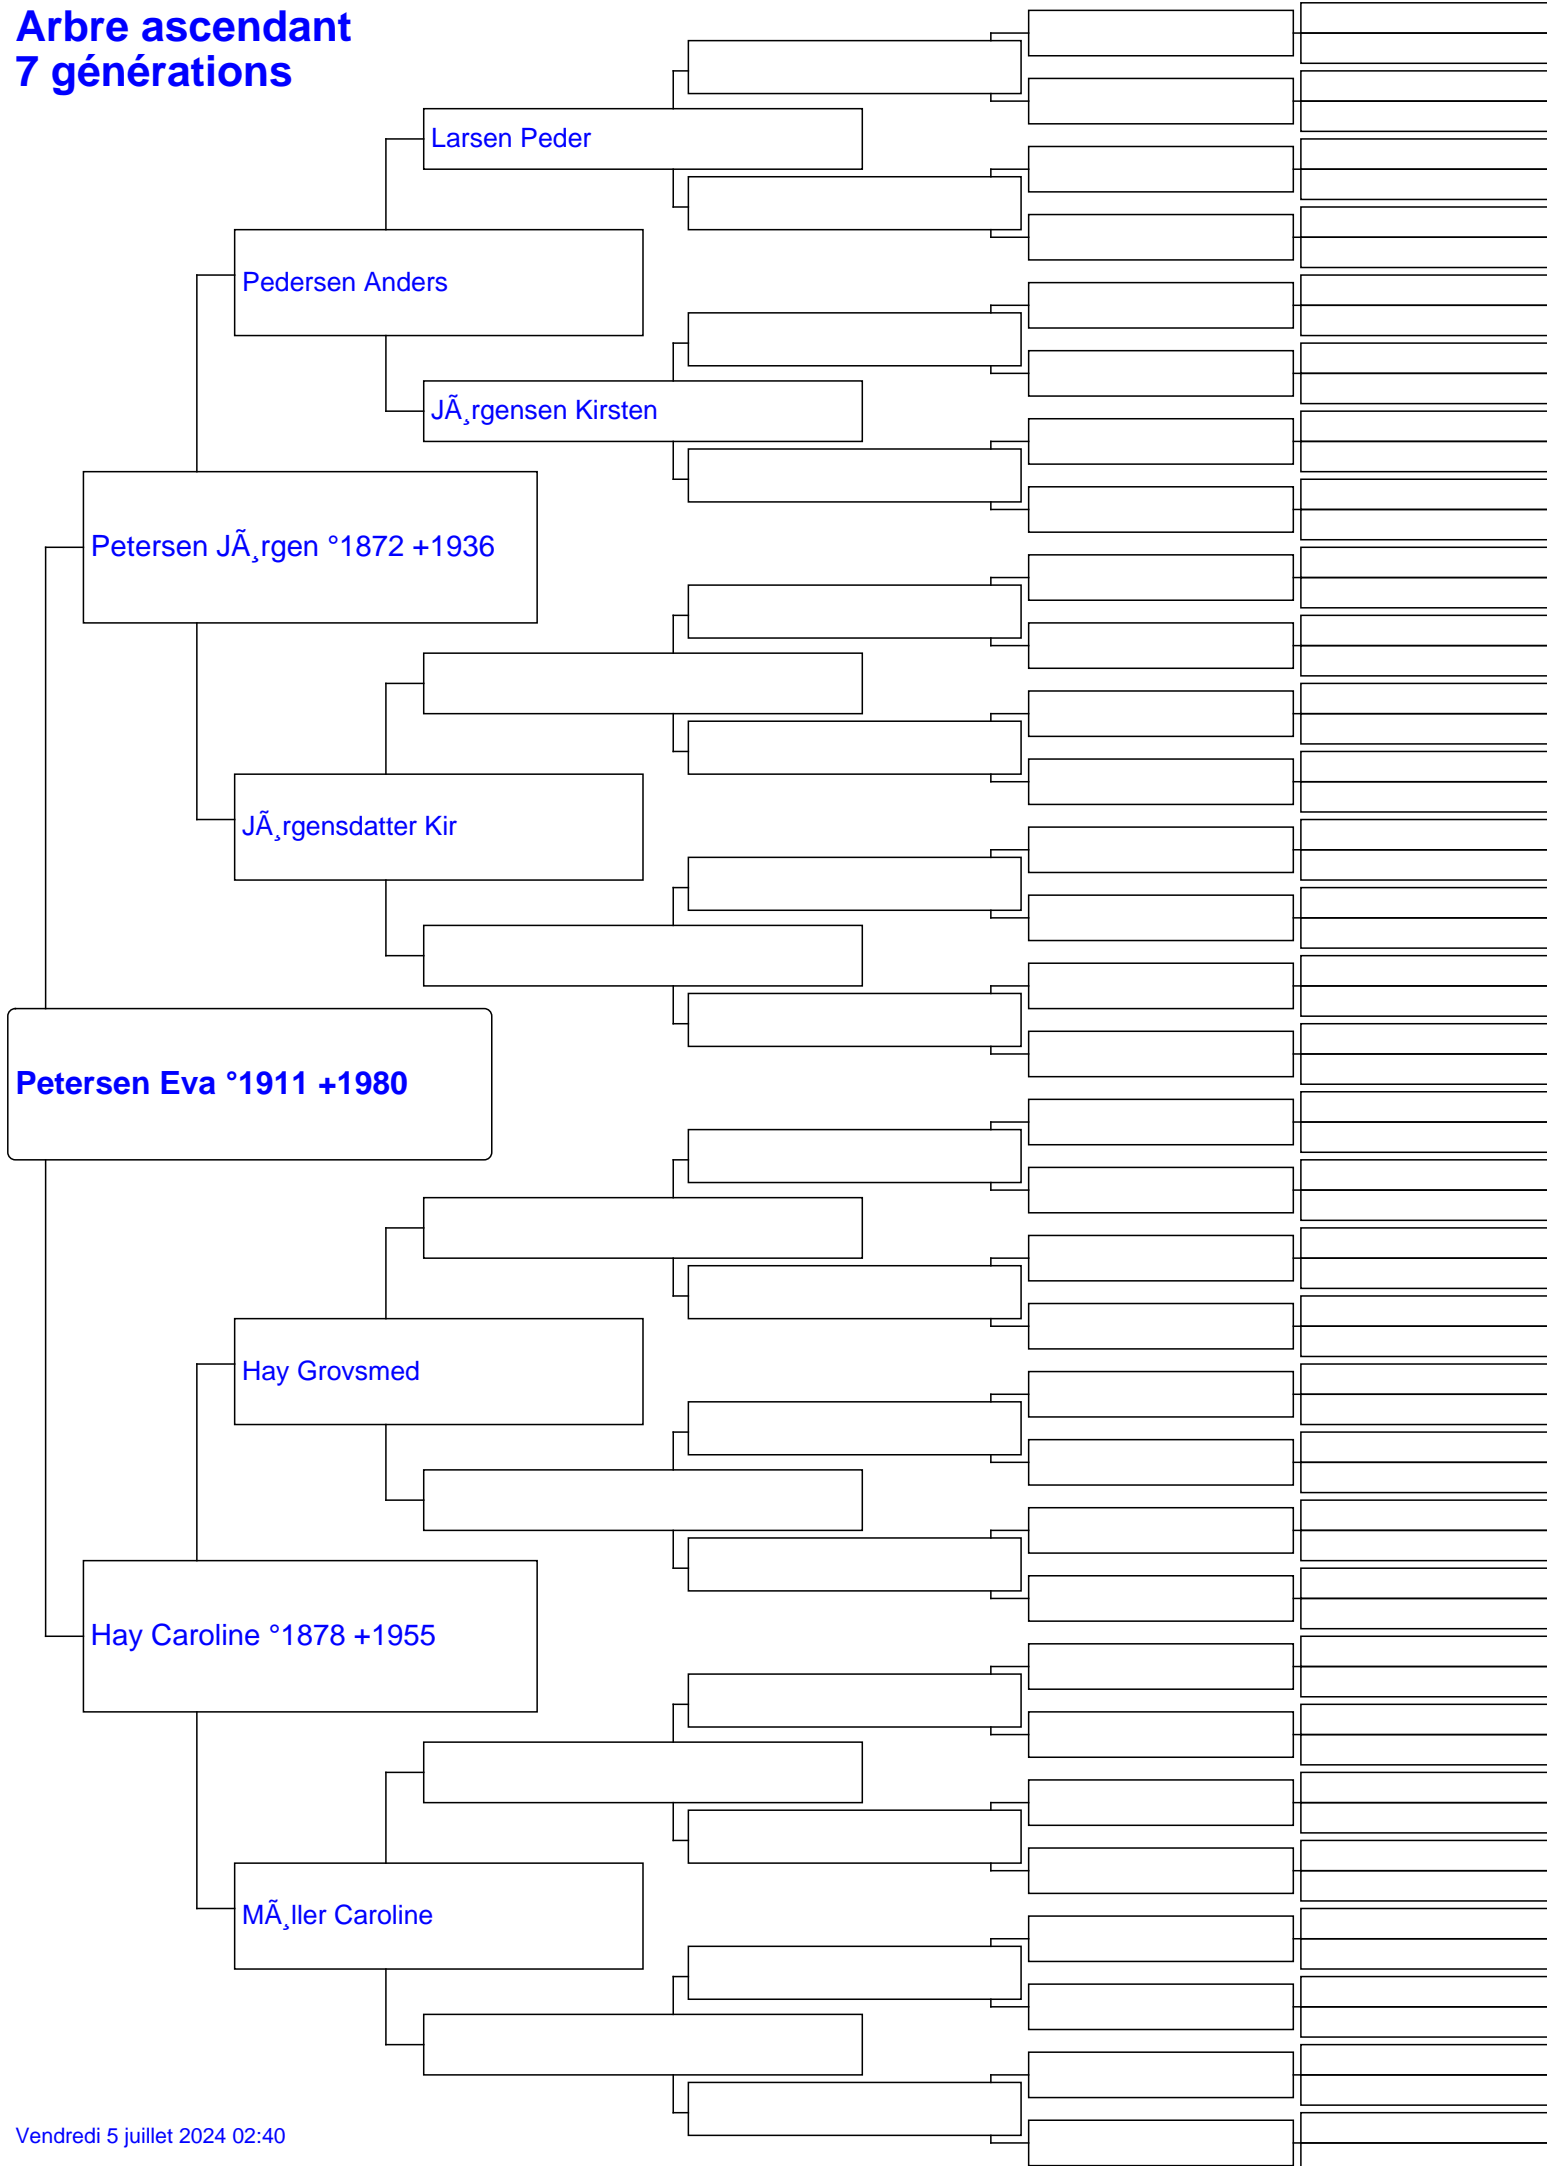 Arbre ascendant
7 générations
Larsen Peder
Pedersen Anders
JÃ¸rgensen Kirsten
Petersen JÃ¸rgen °1872 +1936
JÃ¸rgensdatter Kir
Petersen Eva °1911 +1980
Hay Grovsmed
Hay Caroline °1878 +1955
MÃ¸ller Caroline
Vendredi 5 juillet 2024 02:40